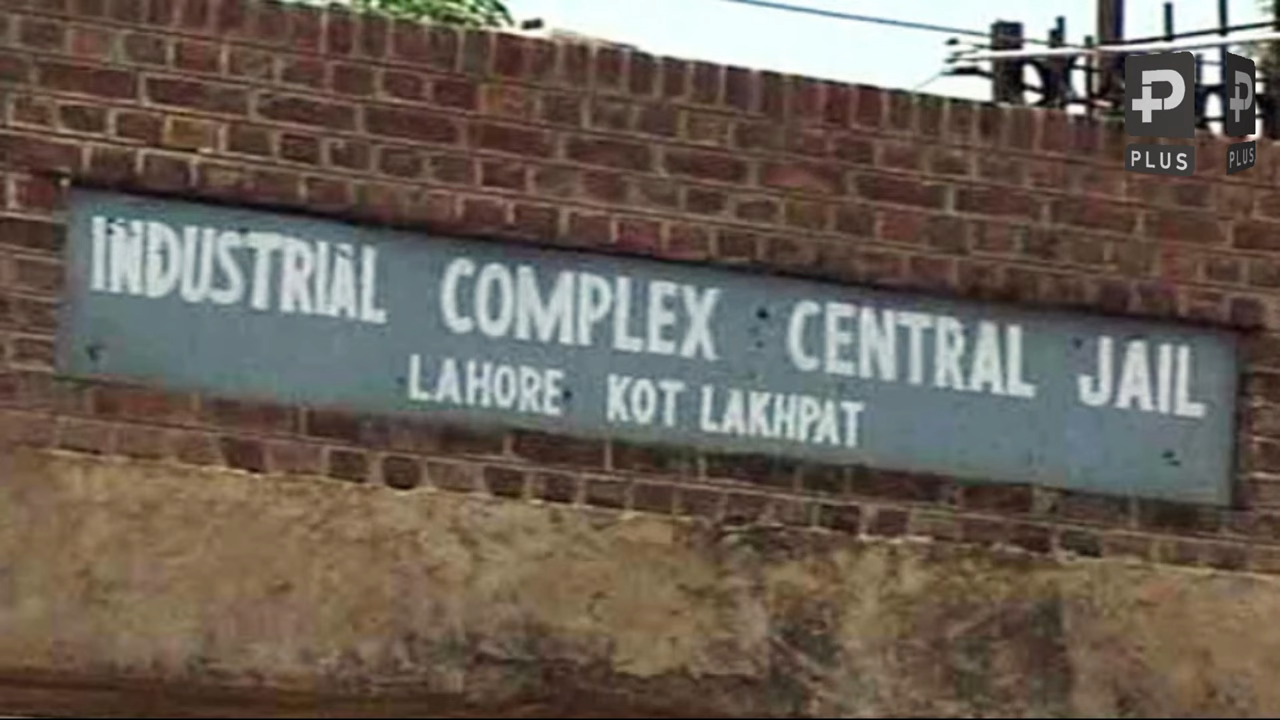 INDUSTRIAL COMPLEX CENTRAL JAIL
LAHORE KOT LAKHPAT
PLUS
PLUS